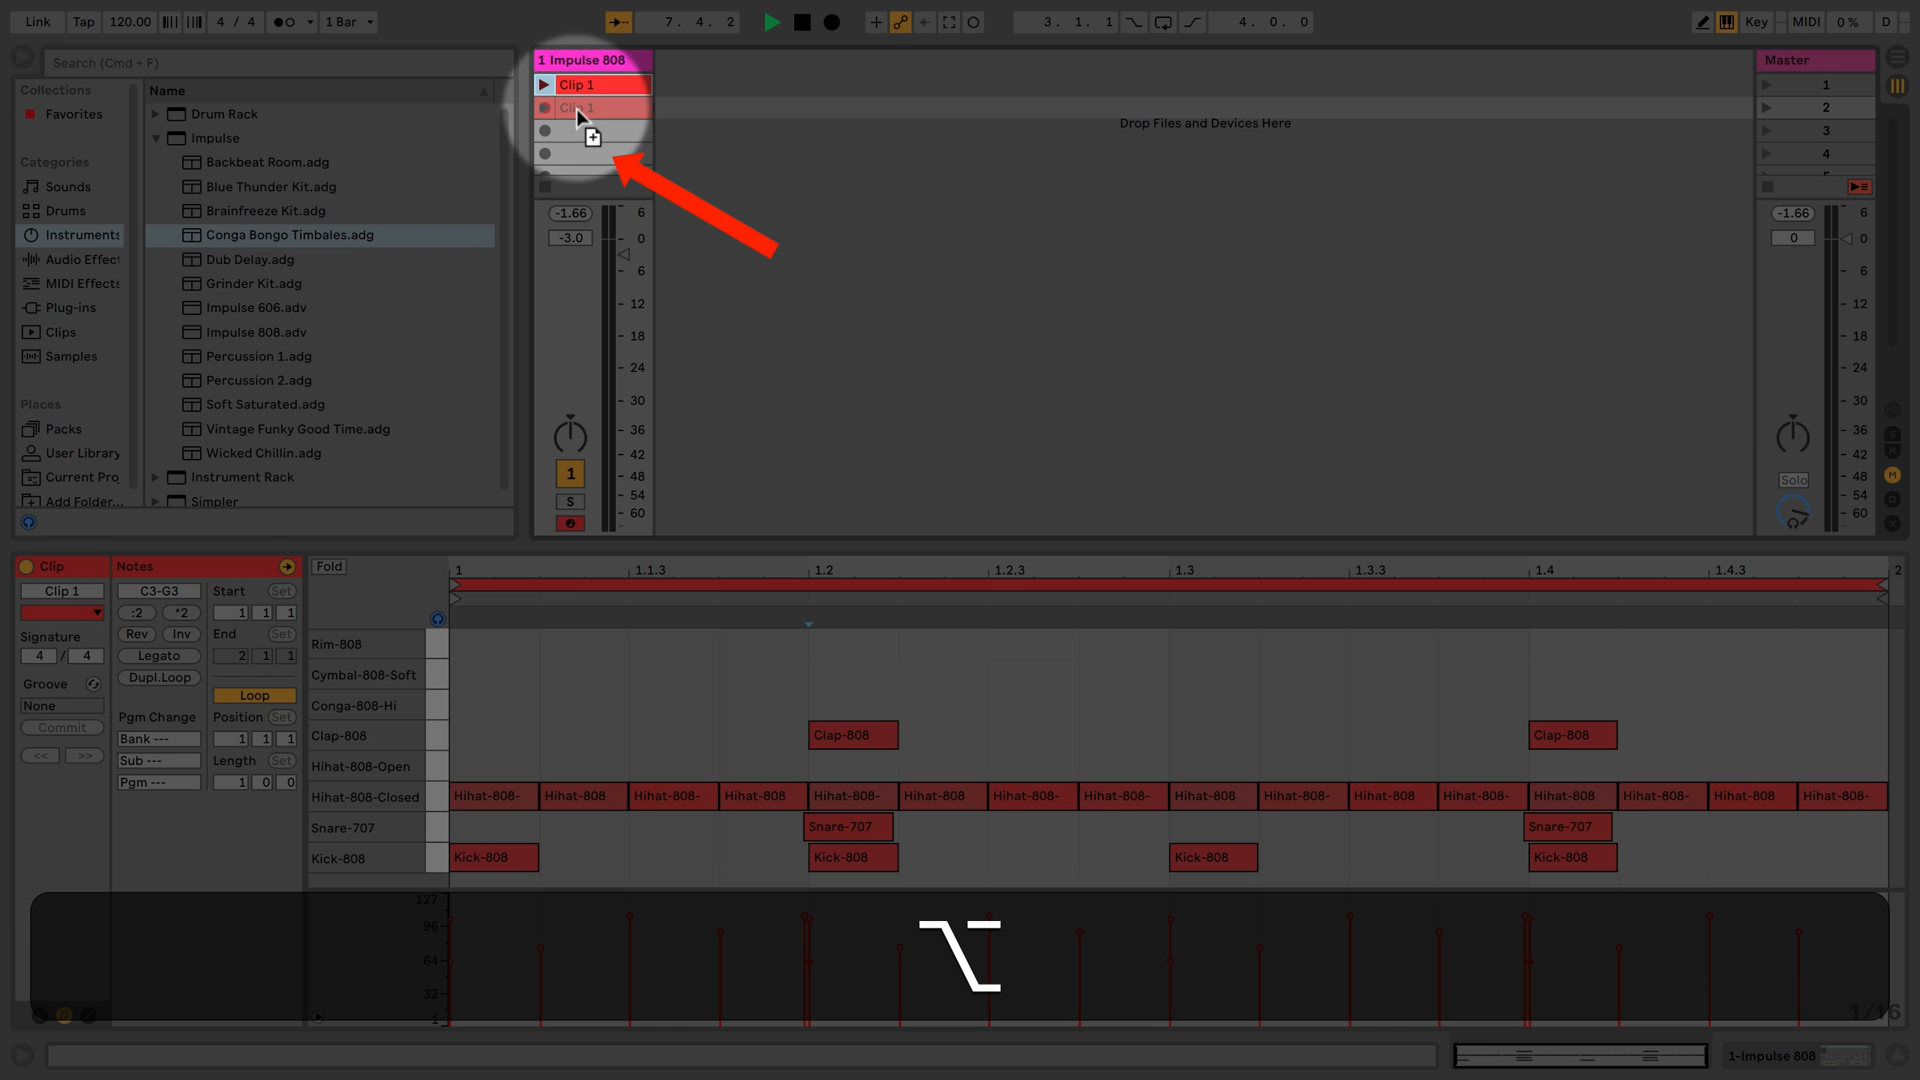 Link Tap 120.00 4 / 4 1 Bar 7. 4. 2 3. 1. 1 4. 0. 0 Key MIDI 0 % D
Search (Cmd + F)
Collections
Favorites
Categories
Sounds
Drums
Instruments
Audio Effec
MIDI Effects
Plug-ins
Clips
Samples
Places
Packs
User Library
Current Pro
Add Folder...
Name
Drum Rack
Impulse
Backbeat Room.adg
Blue Thunder Kit.adg
Brainfreeze Kit.adg
Conga Bongo Timbales.adg
Dub Delay.adg
Grinder Kit.adg
Impulse 606.adv
Impulse 808.adv
Percussion 1.adg
Percussion 2.adg
Soft Saturated.adg
Vintage Funky Good Time.adg
Wicked Chillin.adg
Instrument Rack
Simpler
1 Impulse 808
Clip 1
Clip 1
-1.66
-3.0
6
0
6
12
18
24
30
36
42
48
54
60
1
S
Drop Files and Devices Here
Master
1
2
3
4
-1.66
0
6
0
6
12
18
24
30
36
42
48
54
60
Solo
S
R
M
D
X
Clip
Clip 1
Signature
4 / 4
Groove
None
Commit
<< >>
Notes
C3-G3
:2 *2
Rev Inv
Legato
Dupl.Loop
Pgm Change
Bank ---
Sub ---
Pgm ---
Start Set
1 1 1
End Set
2 1 1
Loop
Position Set
1 1 1
Length Set
1 0 0
Fold
1 1.1.3 1.2 1.2.3 1.3 1.3.3 1.4 1.4.3 2
Rim-808
Cymbal-808-Soft
Conga-808-Hi
Clap-808 Clap-808 Clap-808
Hihat-808-Open
Hihat-808-Closed Hihat-808- Hihat-808 Hihat-808- Hihat-808 Hihat-808- Hihat-808 Hihat-808- Hihat-808- Hihat-808 Hihat-808- Hihat-808 Hihat-808- Hihat-808 Hihat-808- Hihat-808 Hihat-808-
Snare-707 Snare-707 Snare-707
Kick-808 Kick-808 Kick-808 Kick-808 Kick-808
127
96
64
32
1
1/16
1-Impulse 808